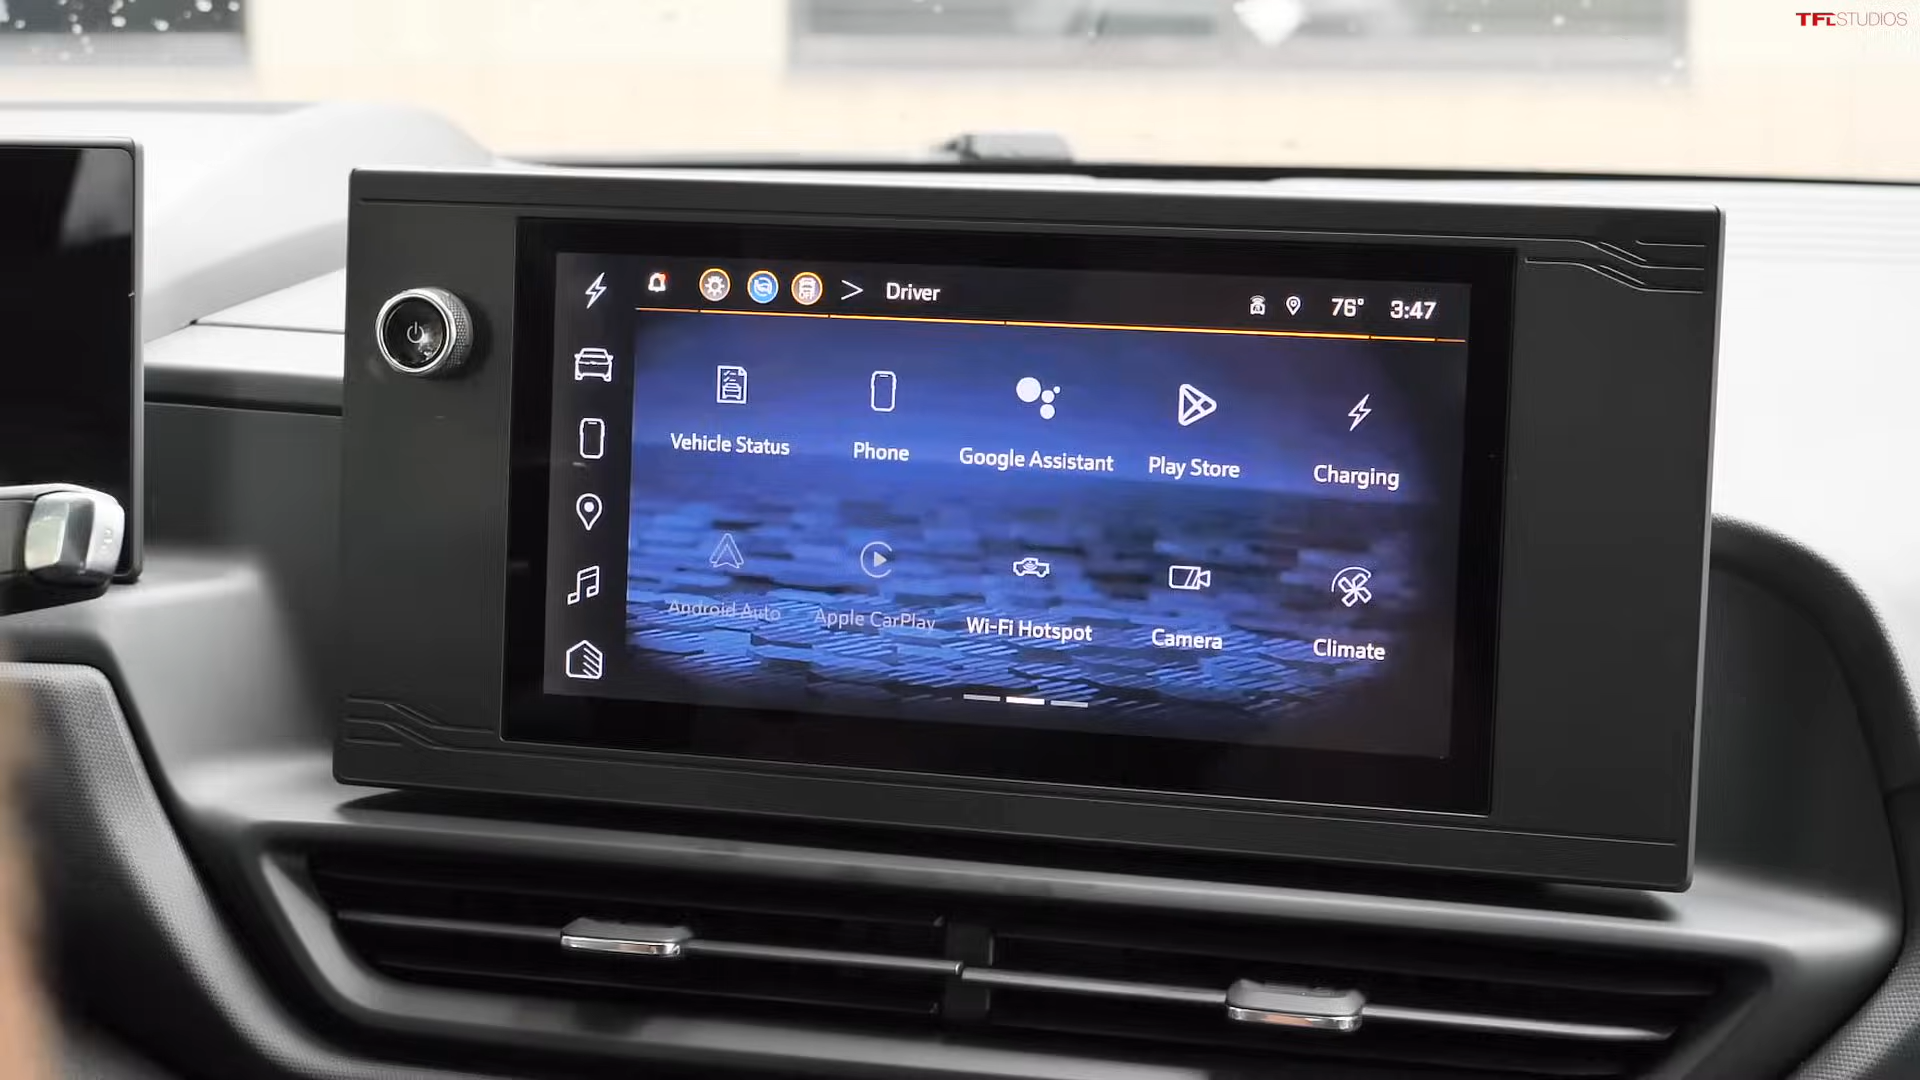 TFLSTUDIOS
OFF
Driver
76°
3:47
Vehicle Status
Phone
Google Assistant
Play Store
Charging
Android Auto
Apple CarPlay
Wi-Fi Hotspot
Camera
Climate